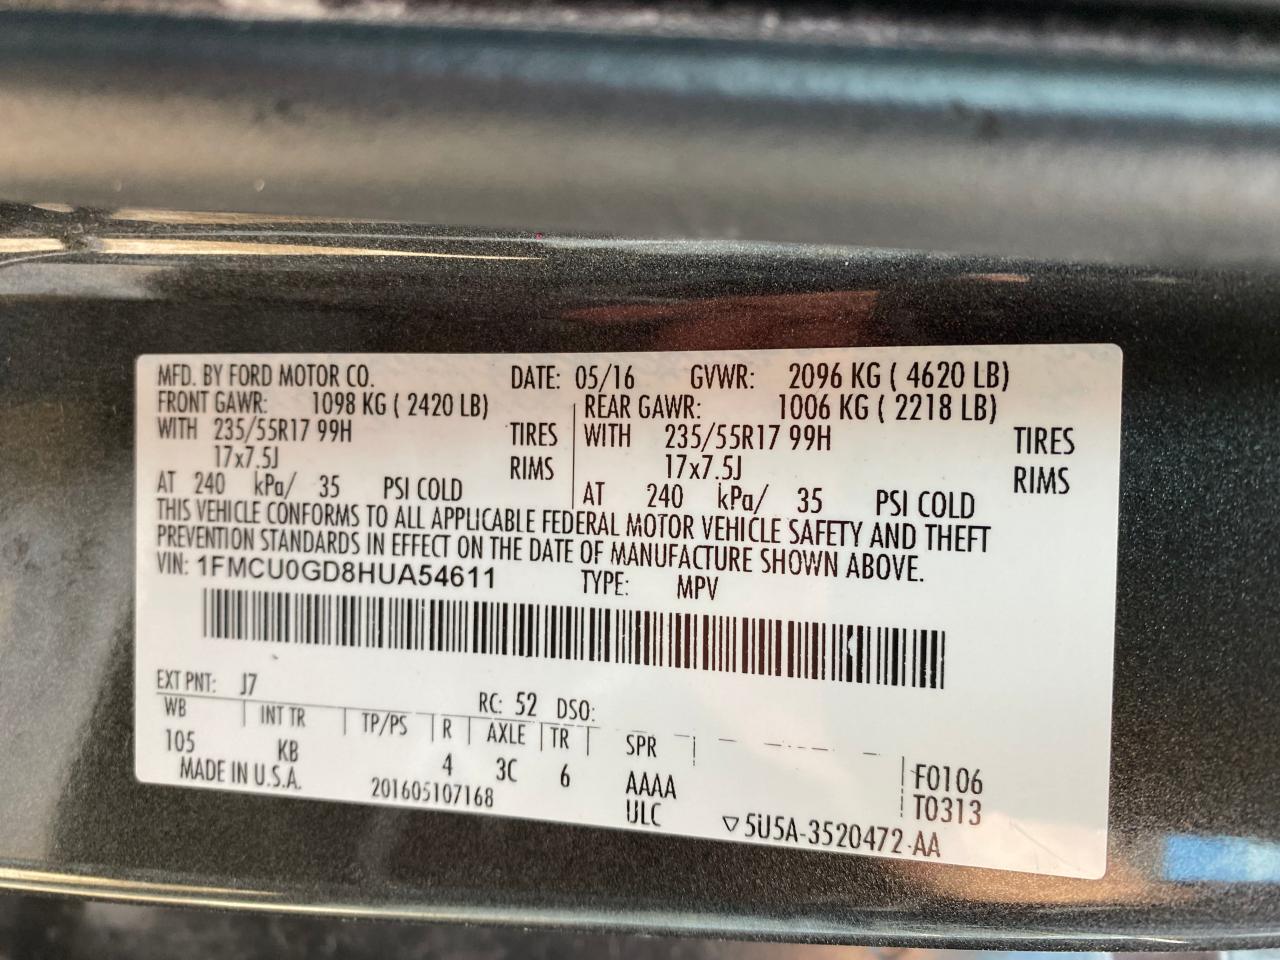 MFD. BY FORD MOTOR CO. DATE: 05/16 GVWR: 2096 KG ( 4620 LB)
FRONT GAWR: 1098 KG ( 2420 LB) REAR GAWR: 1006 KG ( 2218 LB)
WITH 235/55R17 99H TIRES WITH 235/55R17 99H TIRES
17x7.5J RIMS 17x7.5J RIMS
AT 240 kPa/ 35 PSI COLD AT 240 kPa/ 35 PSI COLD
THIS VEHICLE CONFORMS TO ALL APPLICABLE FEDERAL MOTOR VEHICLE SAFETY AND THEFT
PREVENTION STANDARDS IN EFFECT ON THE DATE OF MANUFACTURE SHOWN ABOVE.
VIN: 1FMCU0GD8HUA54611 TYPE: MPV
EXT PNT: J7 RC: 52 DSO:
WB INT TR TP/PS R AXLE TR SPR
105 KB 4 3C 6 AAAA F0106
MADE IN U.S.A. 201605107168 ULC T0313
▽5U5A-3520472-AA